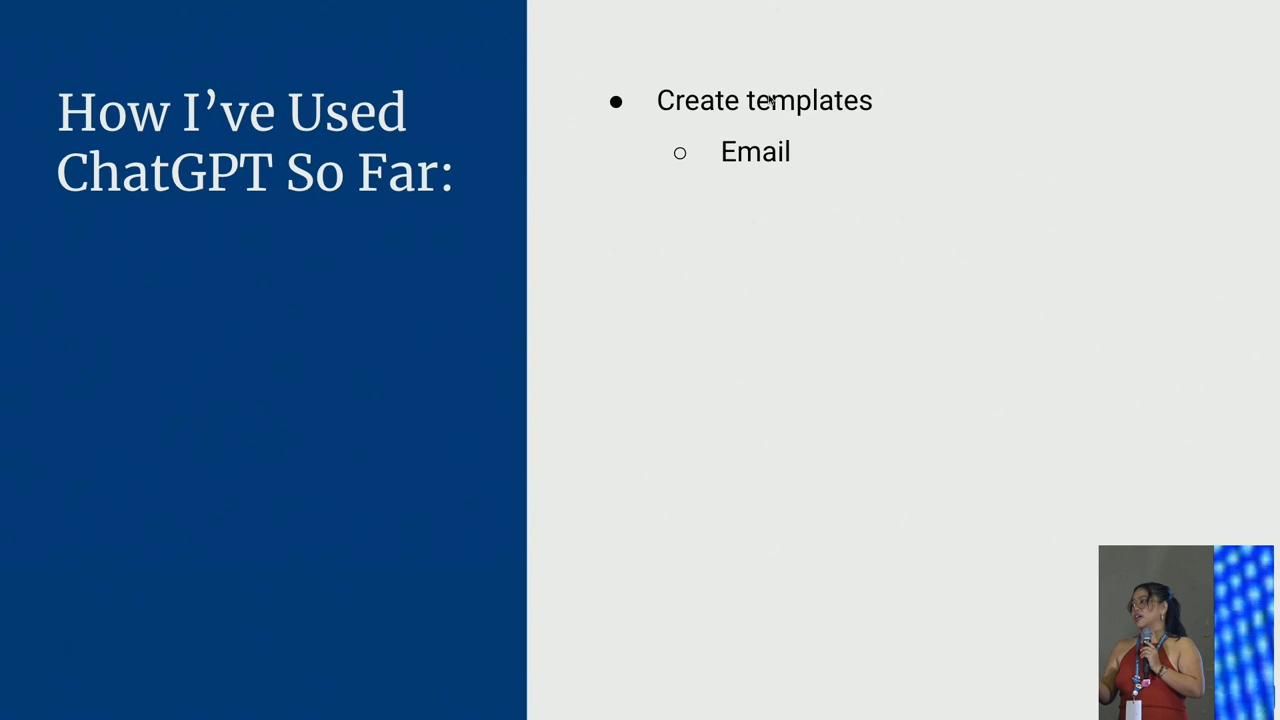 How I’ve Used
ChatGPT So Far:
● Create templates
○ Email